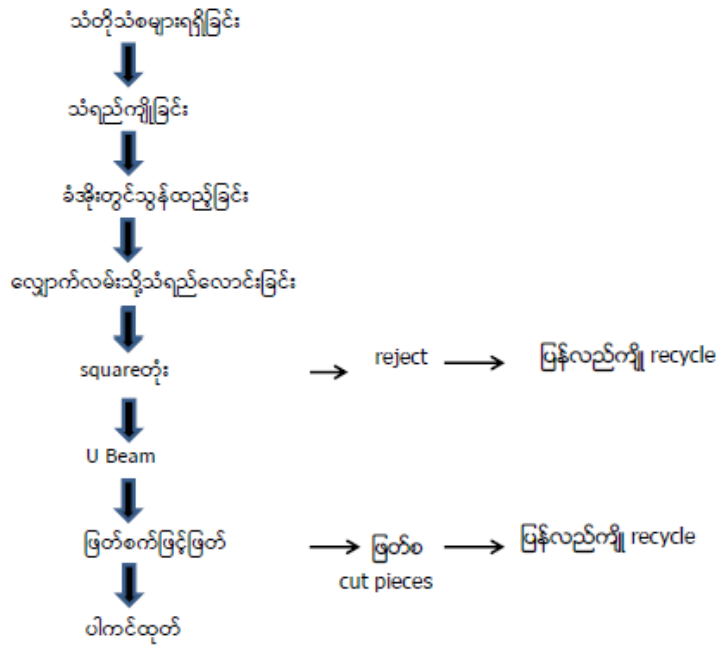 သံတိုသံစများရရှိခြင်း
သံရည်ကျိုခြင်း
ခံအိုးတွင်သွန်ထည့်ခြင်း
လျှောက်လမ်းသို့သံရည်လောင်းခြင်း
squareတုံး reject ပြန်လည်ကျို recycle
U Beam
ဖြတ်စက်ဖြင့်ဖြတ် ဖြတ်စ ပြန်လည်ကျို recycle
cut pieces
ပါကင်ထုတ်